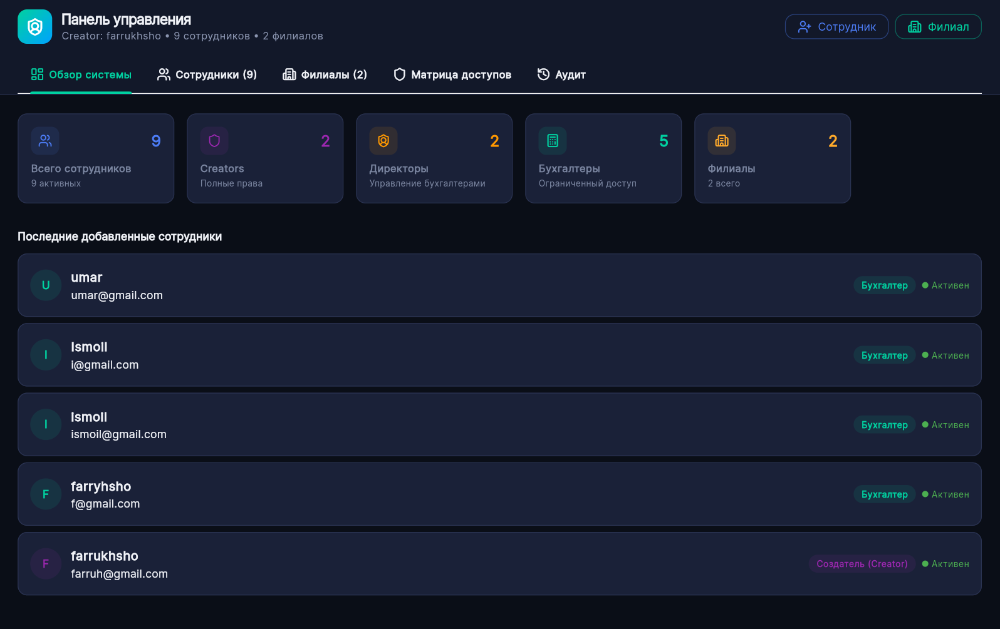 Панель управления
Creator: farrukhsho • 9 сотрудников • 2 филиалов
Сотрудник
Филиал
Обзор системы
Сотрудники (9)
Филиалы (2)
Матрица доступов
Аудит
9
Всего сотрудников
9 активных
2
Creators
Полные права
2
Директоры
Управление бухгалтерами
5
Бухгалтеры
Ограниченный доступ
2
Филиалы
2 всего
Последние добавленные сотрудники
U
umar
umar@gmail.com
Бухгалтер
Активен
I
Ismoil
i@gmail.com
Бухгалтер
Активен
I
ismoil
ismoil@gmail.com
Бухгалтер
Активен
F
farryhsho
f@gmail.com
Бухгалтер
Активен
F
farrukhsho
farruh@gmail.com
Создатель (Creator)
Активен